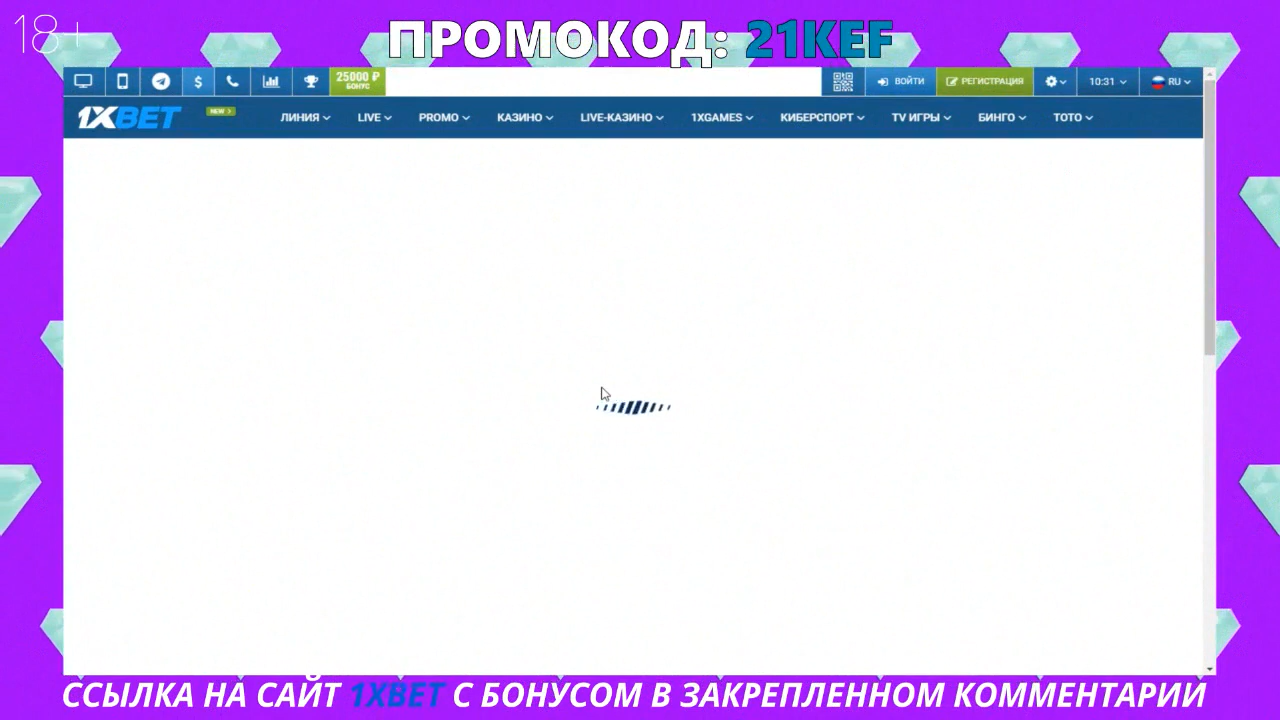 18+
ПРОМОКОД: 21KEF
25000 ₽
БОНУС
ВОЙТИ
РЕГИСТРАЦИЯ
10:31
RU
1XBET
NEW
ЛИНИЯ
LIVE
PROMO
КАЗИНО
LIVE-КАЗИНО
1XGAMES
КИБЕРСПОРТ
TV ИГРЫ
БИНГО
ТОТО
ССЫЛКА НА САЙТ 1XBET С БОНУСОМ В ЗАКРЕПЛЕННОМ КОММЕНТАРИИ